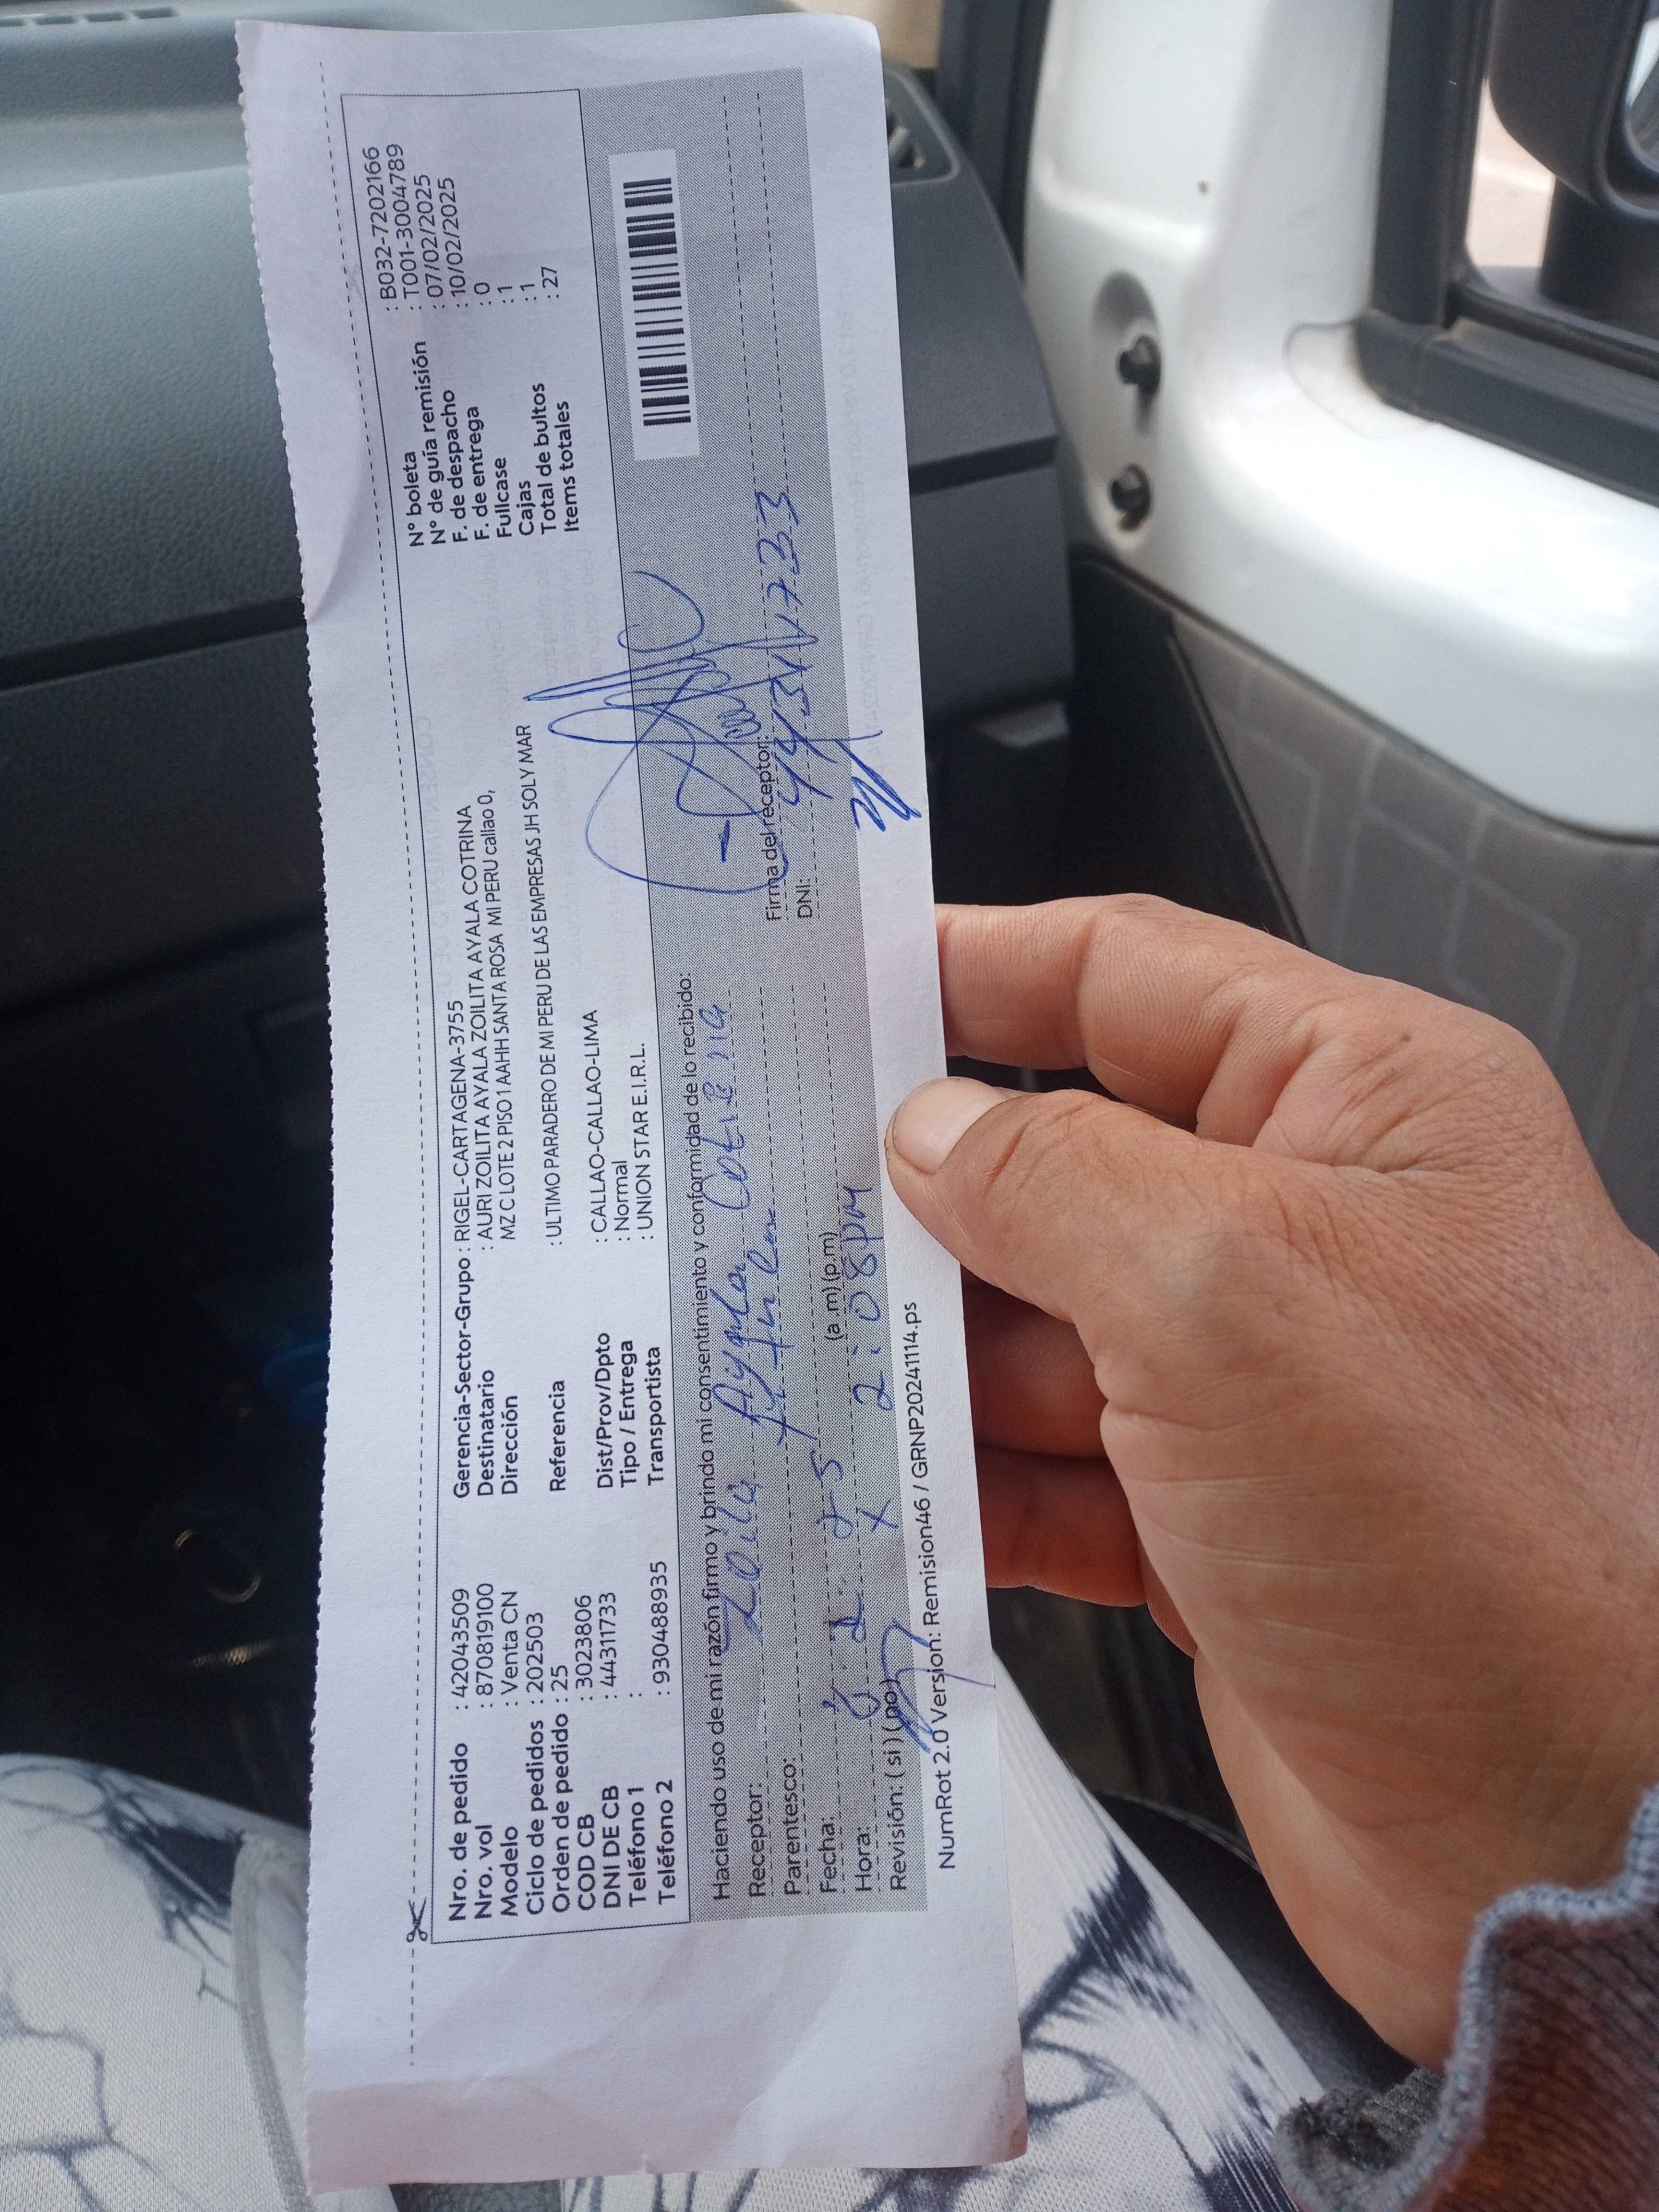 Nro. de pedido : 42043509
Nro. vol : 870819100
Modelo : Venta CN
Ciclo de pedidos : 202503
Orden de pedido : 25
COD CB : 3023806
DNI DE CB : 44311733
Teléfono 1 :
Teléfono 2 : 930488935
Gerencia-Sector-Grupo : RIGEL-CARTAGENA-3755
Destinatario : AURI ZOILITA AYALA ZOILITA AYALA COTRINA
Dirección MZ C LOTE 2 PISO 1 AAHH SANTA ROSA MI PERU callao 0,
Referencia : ULTIMO PARADERO DE MI PERU DE LAS EMPRESAS JH SOL Y MAR
Dist/Prov/Dpto : CALLAO-CALLAO-LIMA
Tipo / Entrega : Normal
Transportista : UNION STAR E.I.R.L.
N° boleta : B032-7202166
N° de guía remisión : T001-3004789
F. de despacho : 07/02/2025
F. de entrega : 10/02/2025
Fullcase : 0
Cajas : 1
Total de bultos : 1
Items totales : 27
Haciendo uso de mi razón firmo y brindo mi consentimiento y conformidad de lo recibido:
Receptor: Zoila Ayala Cotrina
Parentesco: Titular
Fecha: 8
Hora: (a .m) (p.m) 2:08pm
Revisión: ( si ) ( no ) X
Firma del receptor:
DNI: 44311733
NumRot 2.0 Version: Remision46 / GRNP20241114.ps